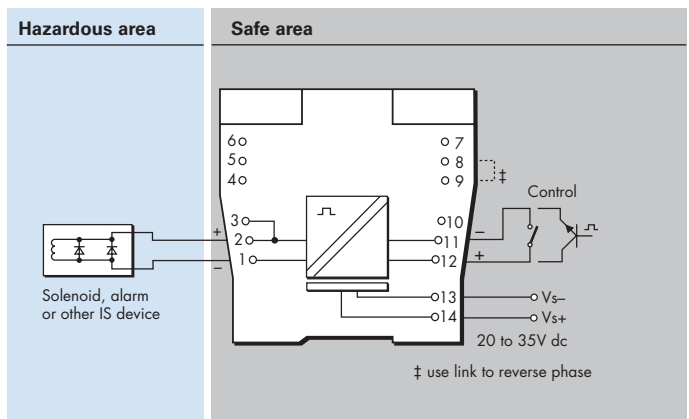 Hazardous area
Safe area
6
5
4
3
2
1
7
8
9
10
11
12
13
14
‡
Control
+
–
–
+
Solenoid, alarm
or other IS device
Vs–
Vs+
20 to 35V dc
‡ use link to reverse phase